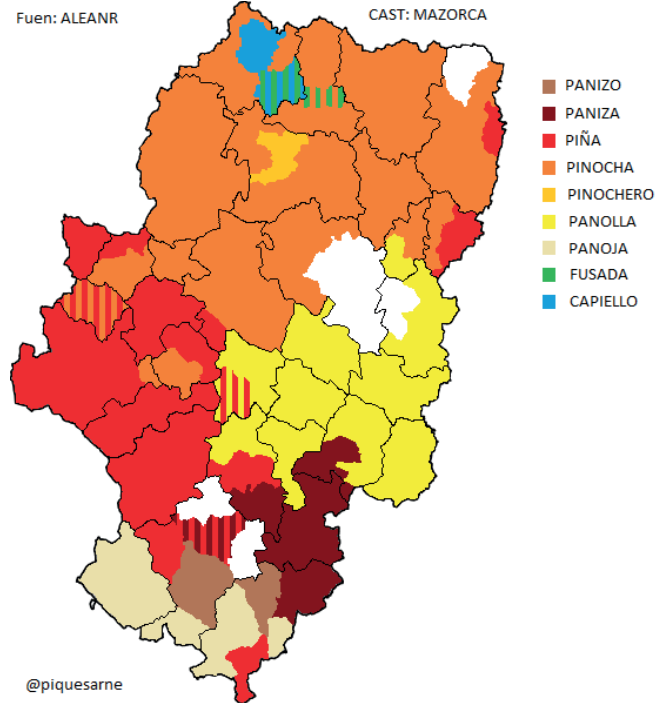 Fuen: ALEANR
CAST: MAZORCA
PANIZO
PANIZA
PIÑA
PINOCHA
PINOCHERO
PANOLLA
PANOJA
FUSADA
CAPIELLO
@piquesarne